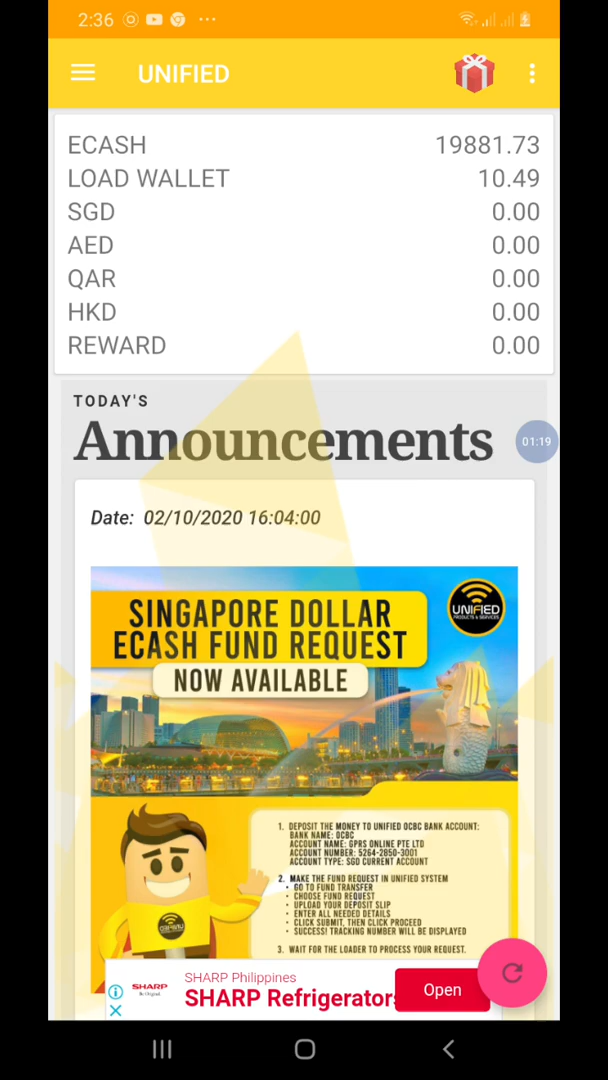 2:36
UNIFIED
ECASH 19881.73
LOAD WALLET 10.49
SGD 0.00
AED 0.00
QAR 0.00
HKD 0.00
REWARD 0.00
TODAY'S
Announcements
01:19
Date: 02/10/2020 16:04:00
UNIFIED
PRODUCTS & SERVICES
SINGAPORE DOLLAR
ECASH FUND REQUEST
NOW AVAILABLE
1. DEPOSIT THE MONEY TO UNIFIED OCBC BANK ACCOUNT:
BANK NAME: OCBC
ACCOUNT NAME: GPRS ONLINE PTE LTD
ACCOUNT NUMBER: 5264-2850-3001
ACCOUNT TYPE: SGD CURRENT ACCOUNT
2. MAKE THE FUND REQUEST IN UNIFIED SYSTEM
• GO TO FUND TRANSFER
• CHOOSE FUND REQUEST
• UPLOAD YOUR DEPOSIT SLIP
• ENTER ALL NEEDED DETAILS
• CLICK SUBMIT, THEN CLICK PROCEED
• SUCCESS! TRACKING NUMBER WILL BE DISPLAYED
3. WAIT FOR THE LOADER TO PROCESS YOUR REQUEST.
SHARP
Be Original.
SHARP Philippines
SHARP Refrigerators
Open